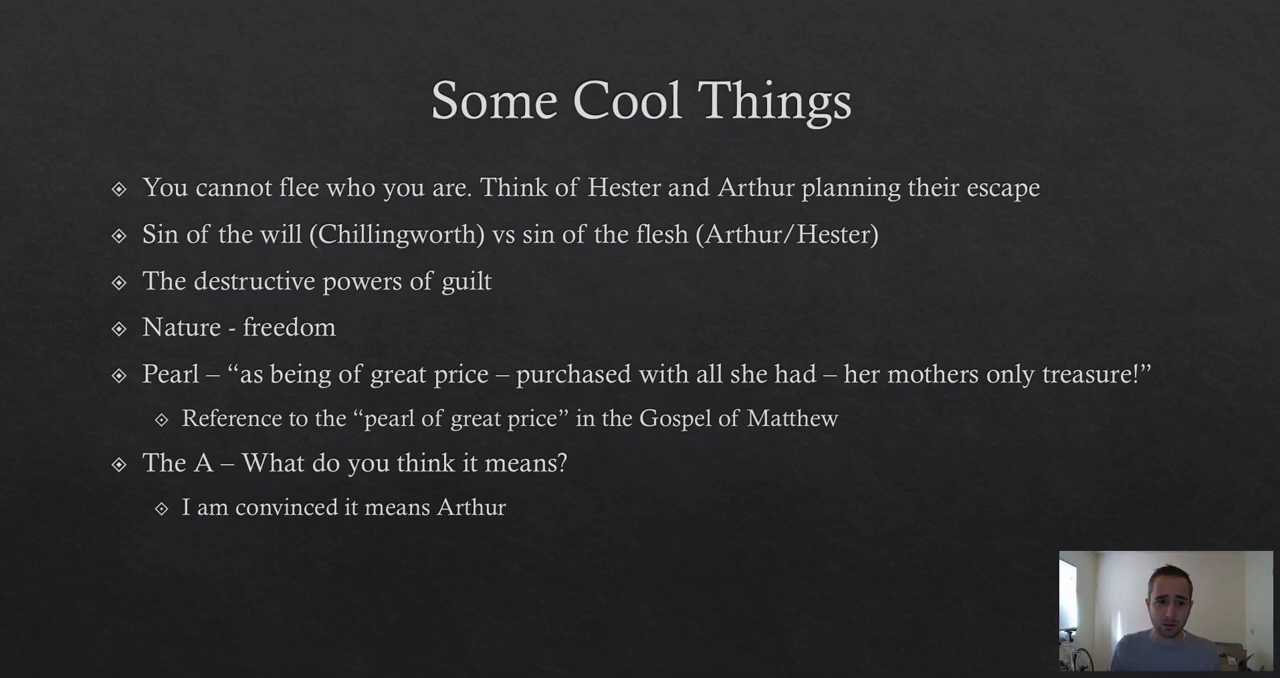 Some Cool Things
You cannot flee who you are. Think of Hester and Arthur planning their escape
Sin of the will (Chillingworth) vs sin of the flesh (Arthur/Hester)
The destructive powers of guilt
Nature - freedom
Pearl – “as being of great price – purchased with all she had – her mothers only treasure!”
Reference to the “pearl of great price” in the Gospel of Matthew
The A – What do you think it means?
I am convinced it means Arthur